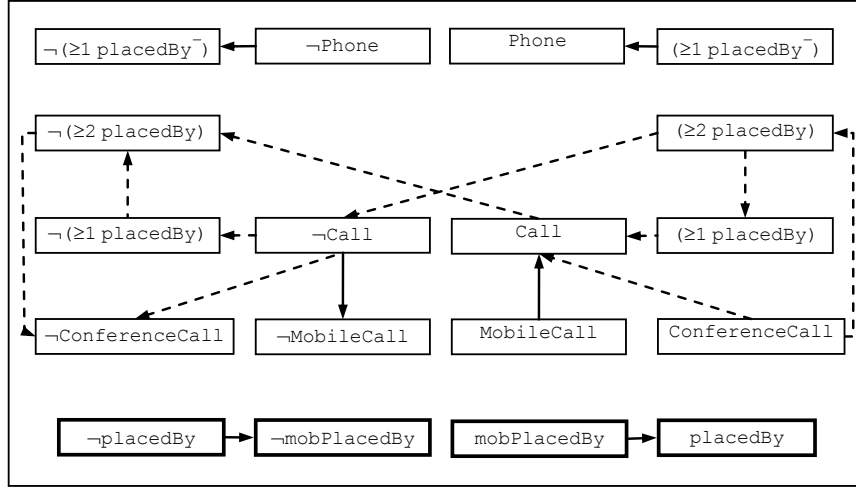 ¬(≥1 placedBy⁻) ¬Phone Phone (≥1 placedBy⁻)
¬(≥2 placedBy) (≥2 placedBy)
¬(≥1 placedBy) ¬Call Call (≥1 placedBy)
¬ConferenceCall ¬MobileCall MobileCall ConferenceCall
¬placedBy ¬mobPlacedBy mobPlacedBy placedBy